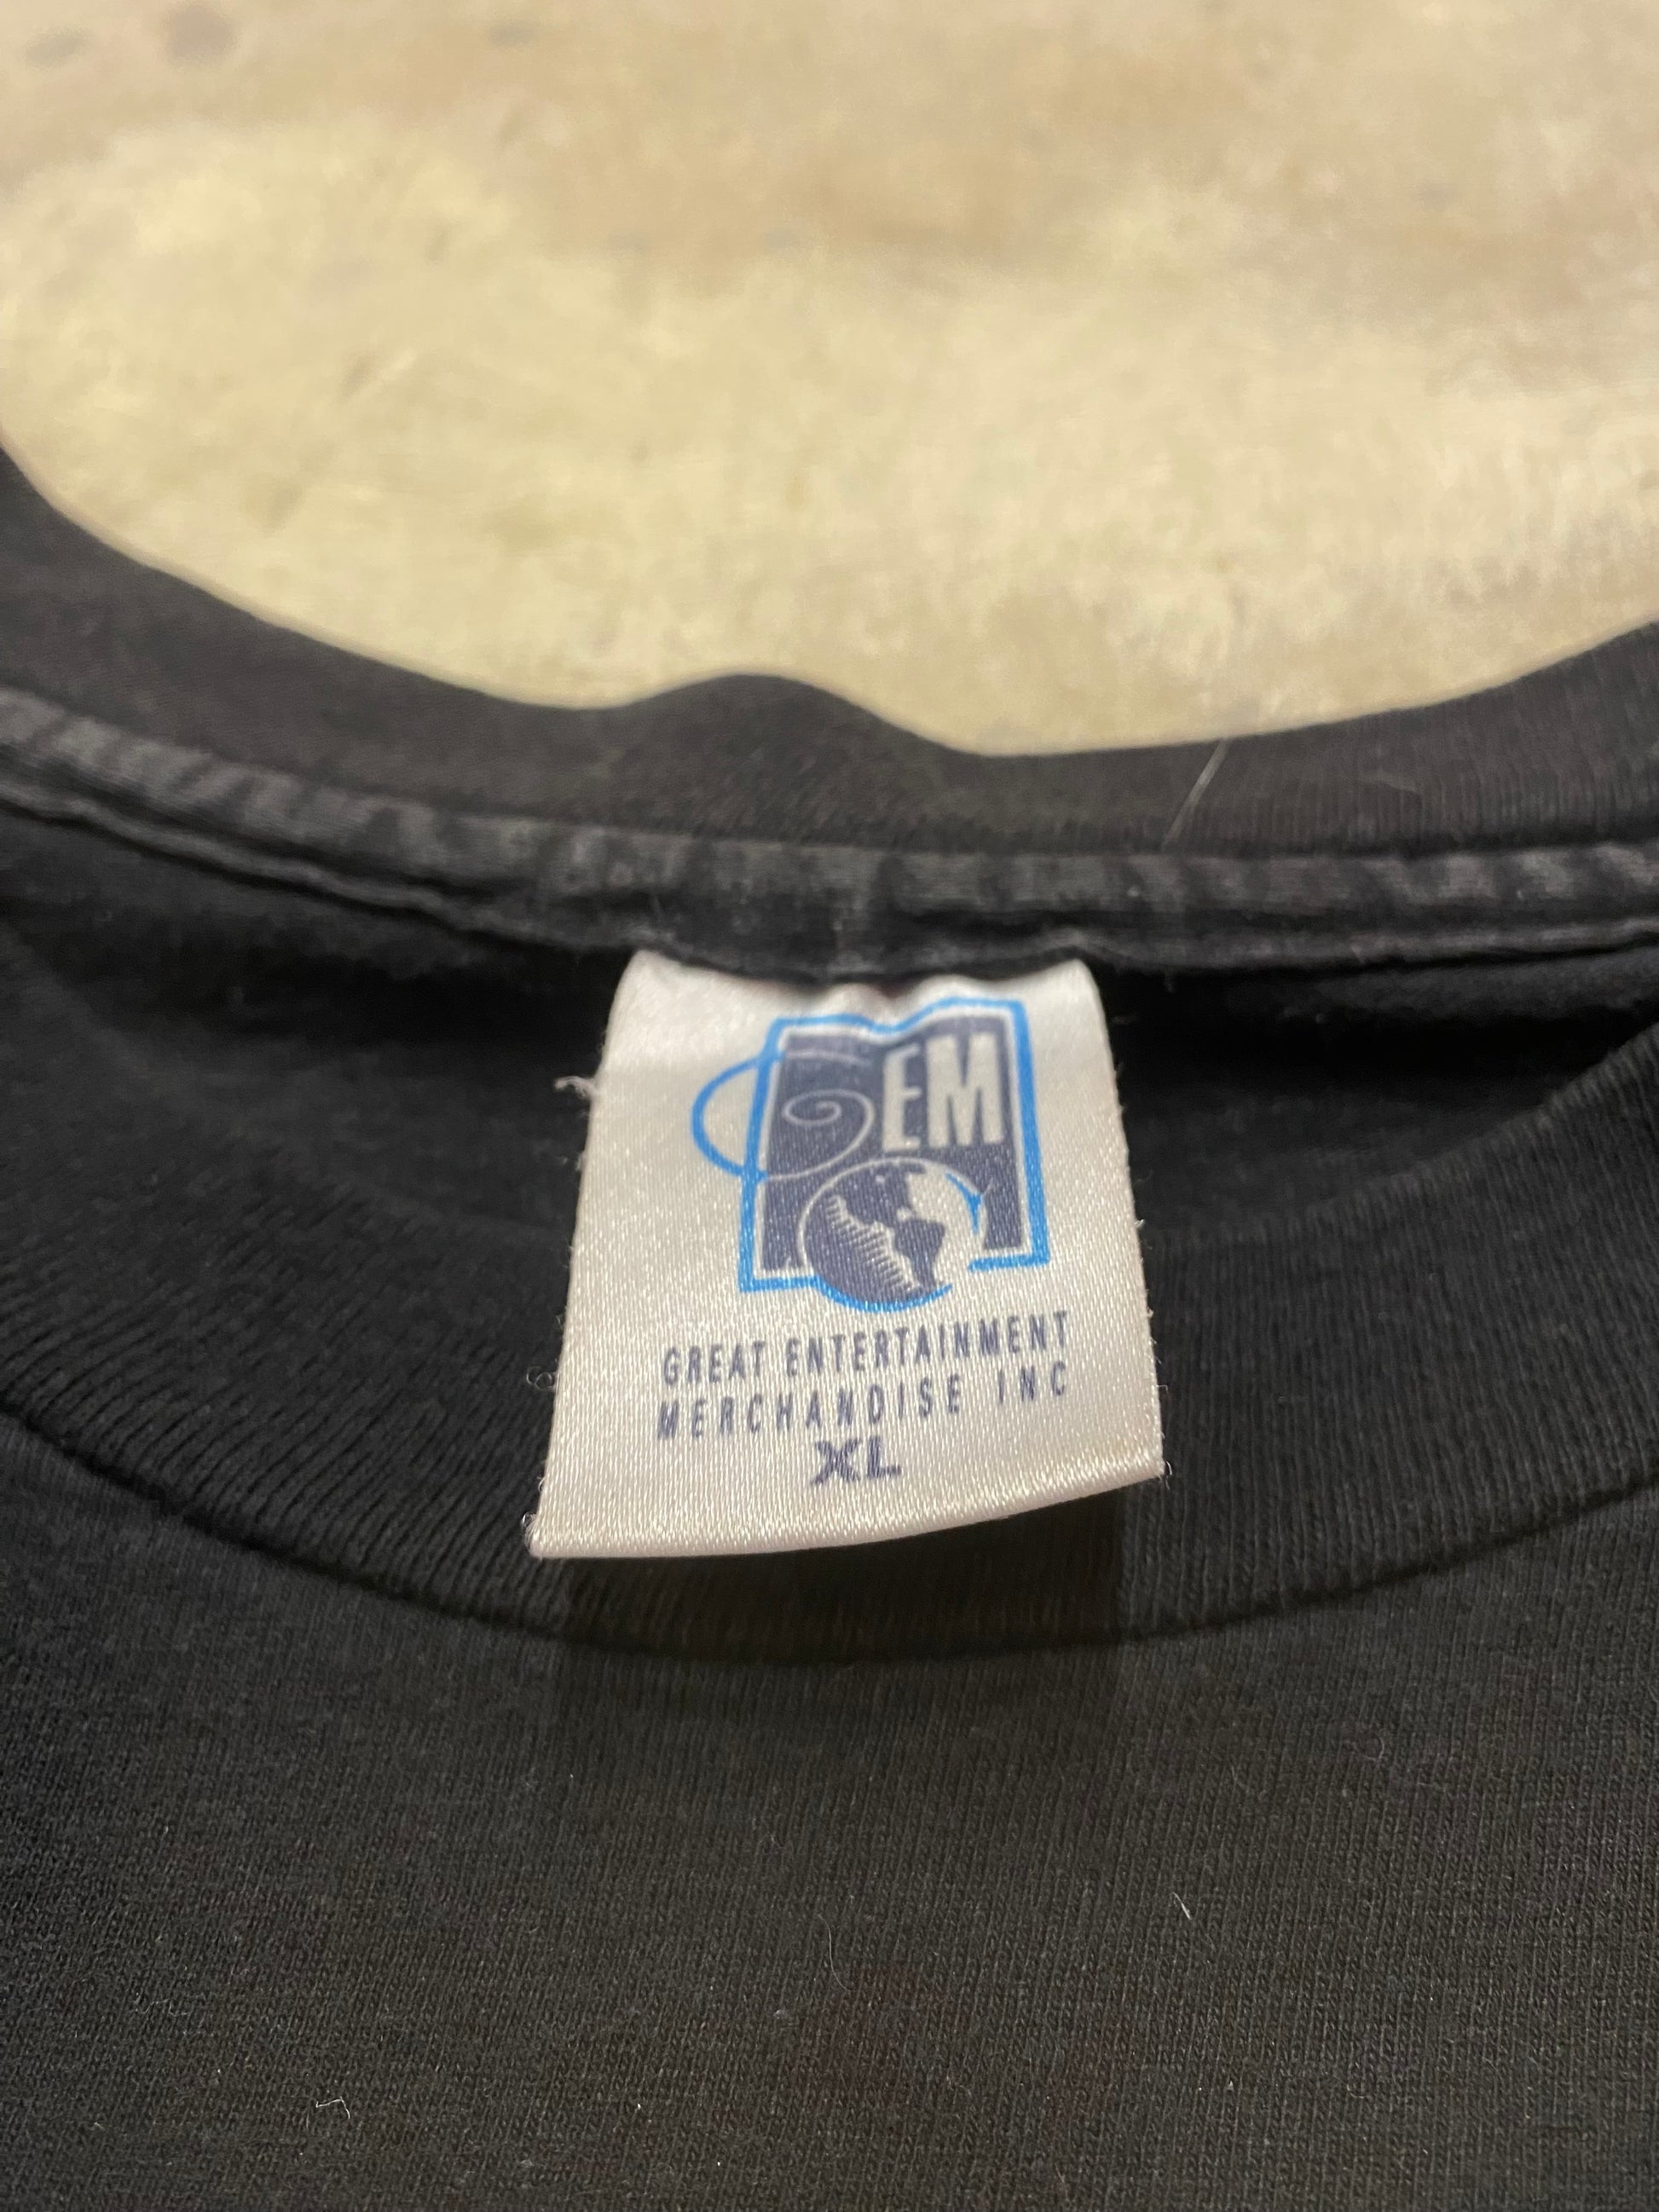 GEM
GREAT ENTERTAINMENT
MERCHANDISE INC
XL